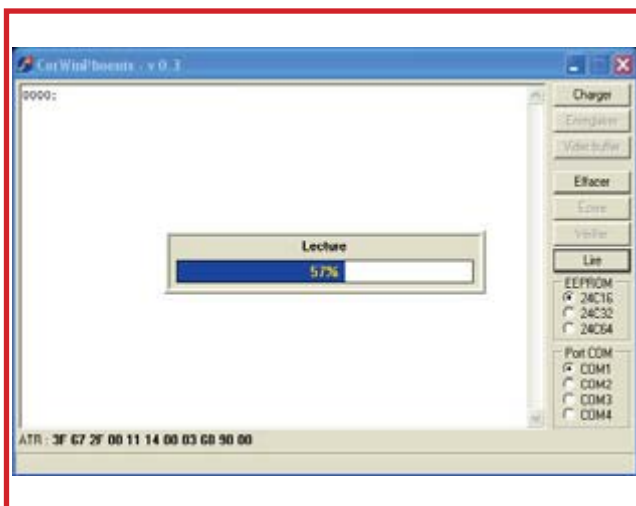 CorWinPhoenix - v 0.3
0000:
Charger
Enregistrer
Vider buffer
Effacer
Ecrire
Vérifier
Lire
Lecture
57%
EEPROM
24C16
24C32
24C64
Port COM
COM1
COM2
COM3
COM4
ATR : 3F 67 2F 00 11 14 00 03 68 90 00